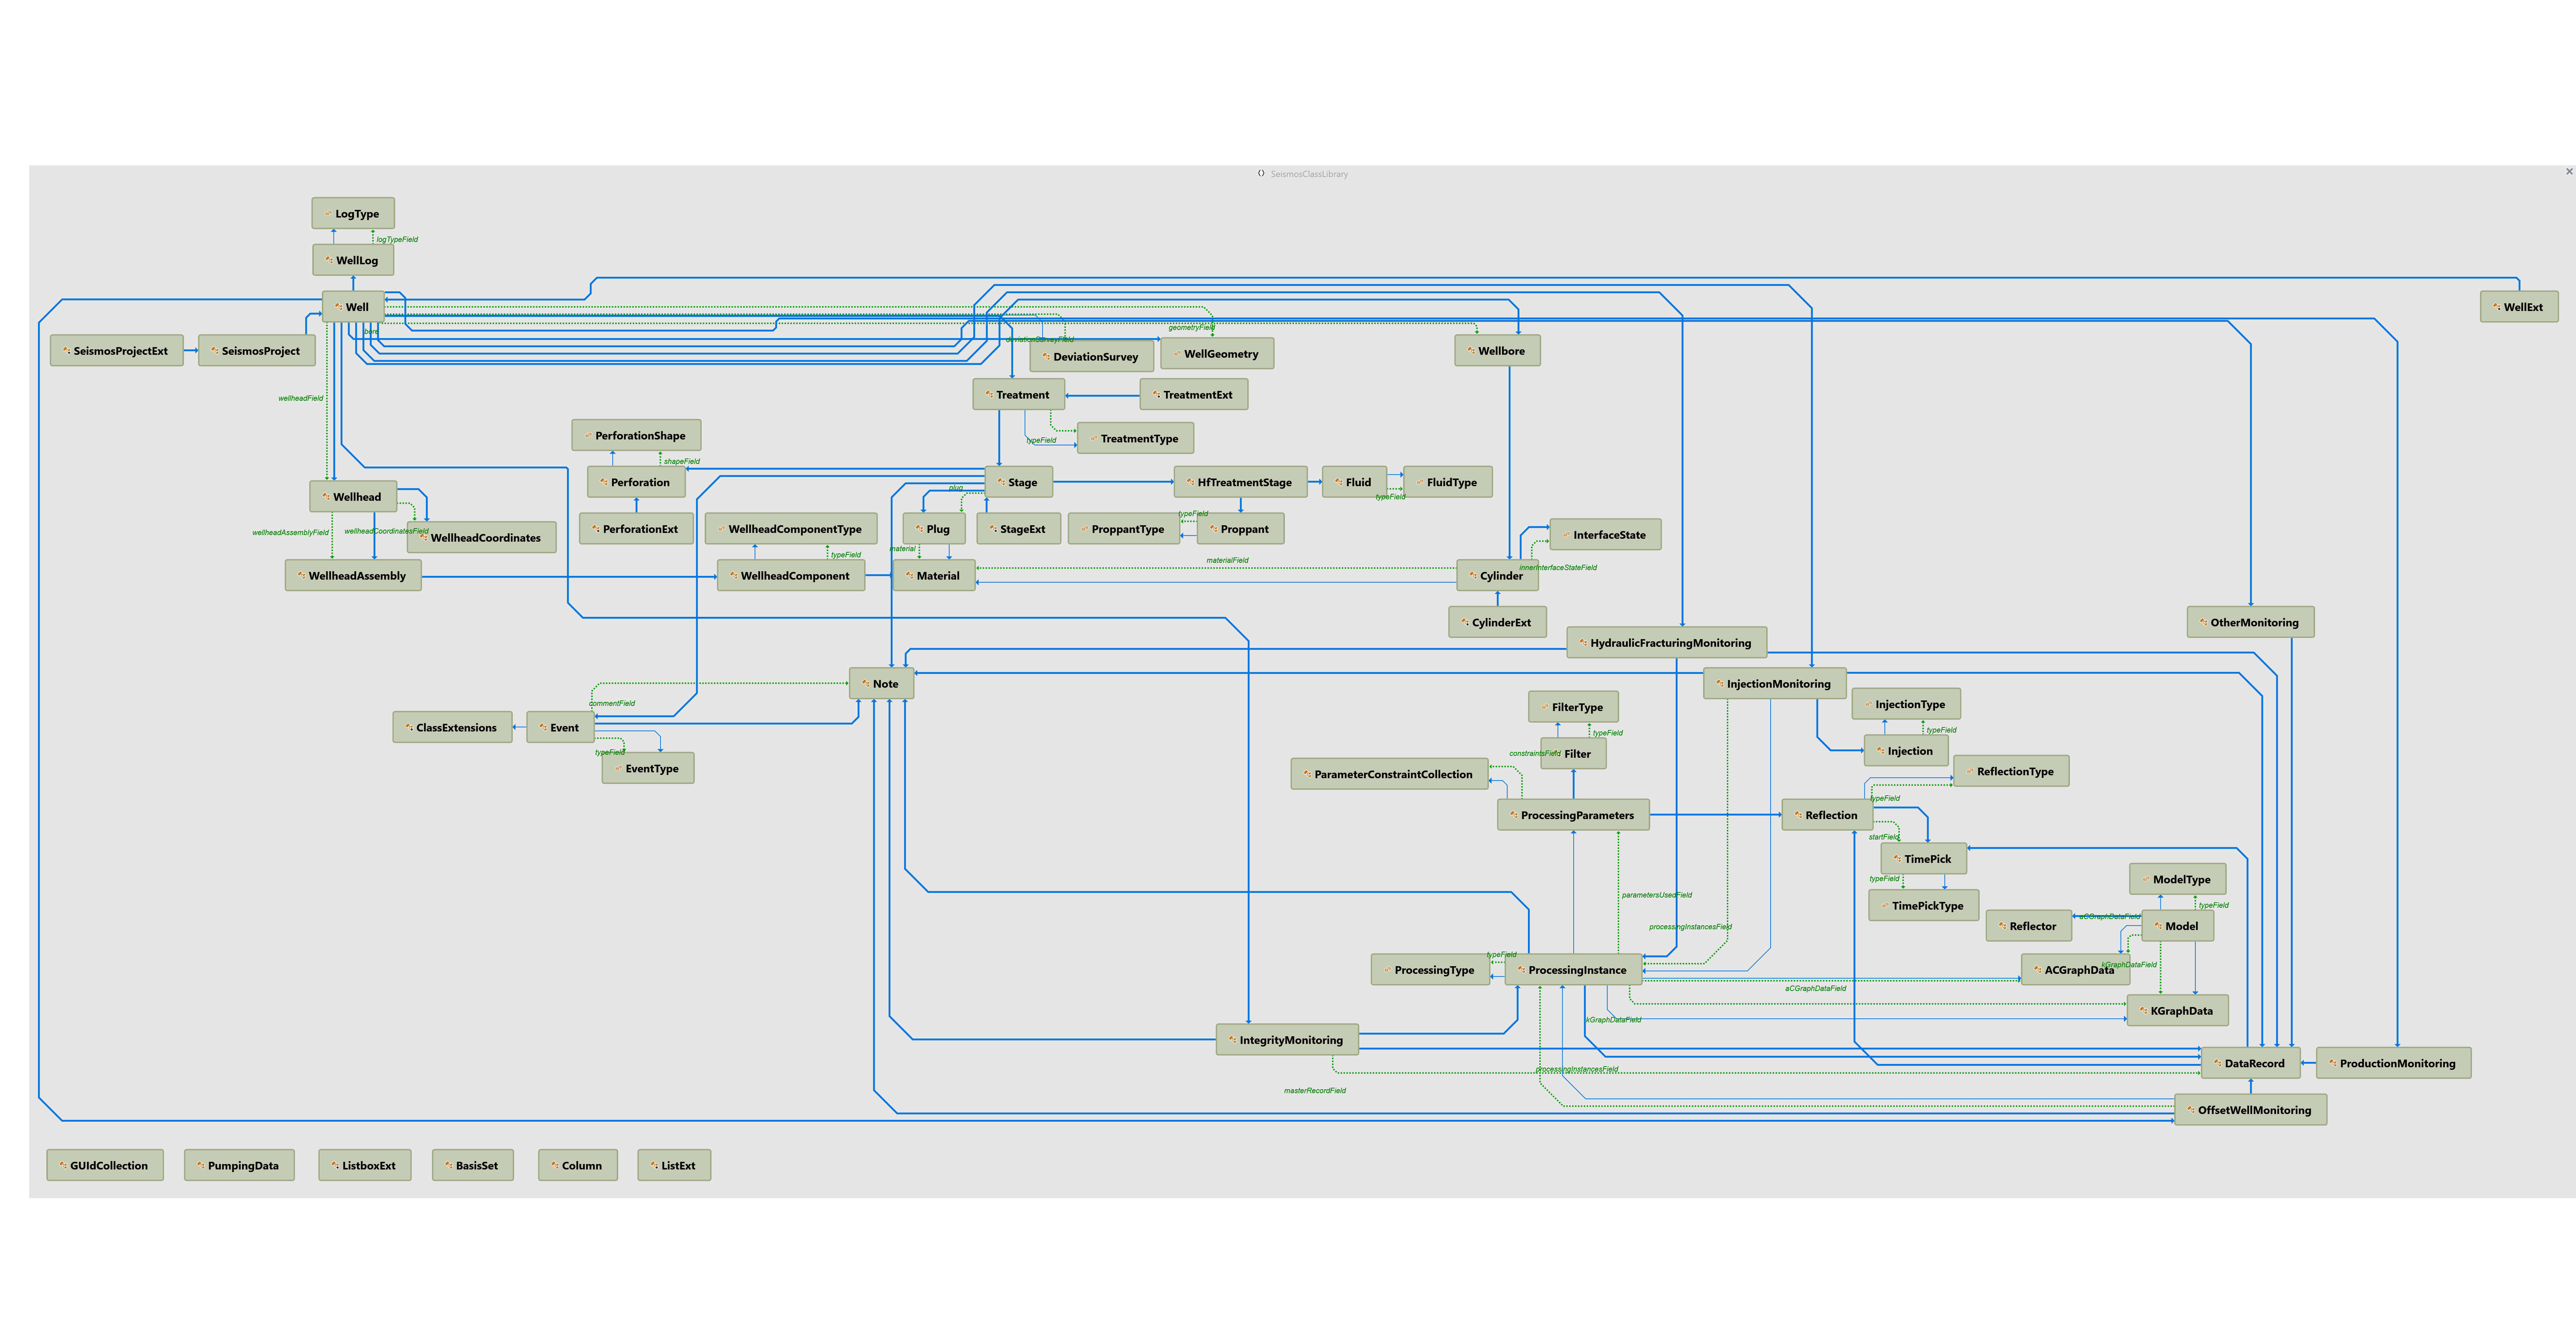 SeismosClassLibrary
LogType
logTypeField
WellLog
Well
WellExt
bore
geometryField
deviationSurveyField
SeismosProjectExt
SeismosProject
DeviationSurvey
WellGeometry
Wellbore
wellheadField
Treatment
TreatmentExt
PerforationShape
typeField
TreatmentType
shapeField
Perforation
Stage
HfTreatmentStage
Fluid
FluidType
plug
typeField
Wellhead
typeField
PerforationExt
WellheadComponentType
Plug
StageExt
ProppantType
Proppant
wellheadAssemblyField
wellheadCoordinatesField
WellheadCoordinates
InterfaceState
material
typeField
materialField
innerInterfaceStateField
WellheadAssembly
WellheadComponent
Material
Cylinder
CylinderExt
OtherMonitoring
HydraulicFracturingMonitoring
Note
InjectionMonitoring
commentField
FilterType
InjectionType
ClassExtensions
Event
typeField
typeField
typeField
constraintsField
Filter
Injection
EventType
ParameterConstraintCollection
ReflectionType
typeField
ProcessingParameters
Reflection
startField
TimePick
typeField
ModelType
parametersUsedField
TimePickType
typeField
aCGraphDataField
processingInstancesField
Reflector
Model
typeField
kGraphDataField
ProcessingType
ProcessingInstance
ACGraphData
aCGraphDataField
KGraphData
kGraphDataField
IntegrityMonitoring
processingInstancesField
DataRecord
ProductionMonitoring
masterRecordField
OffsetWellMonitoring
GUIdCollection
PumpingData
ListboxExt
BasisSet
Column
ListExt